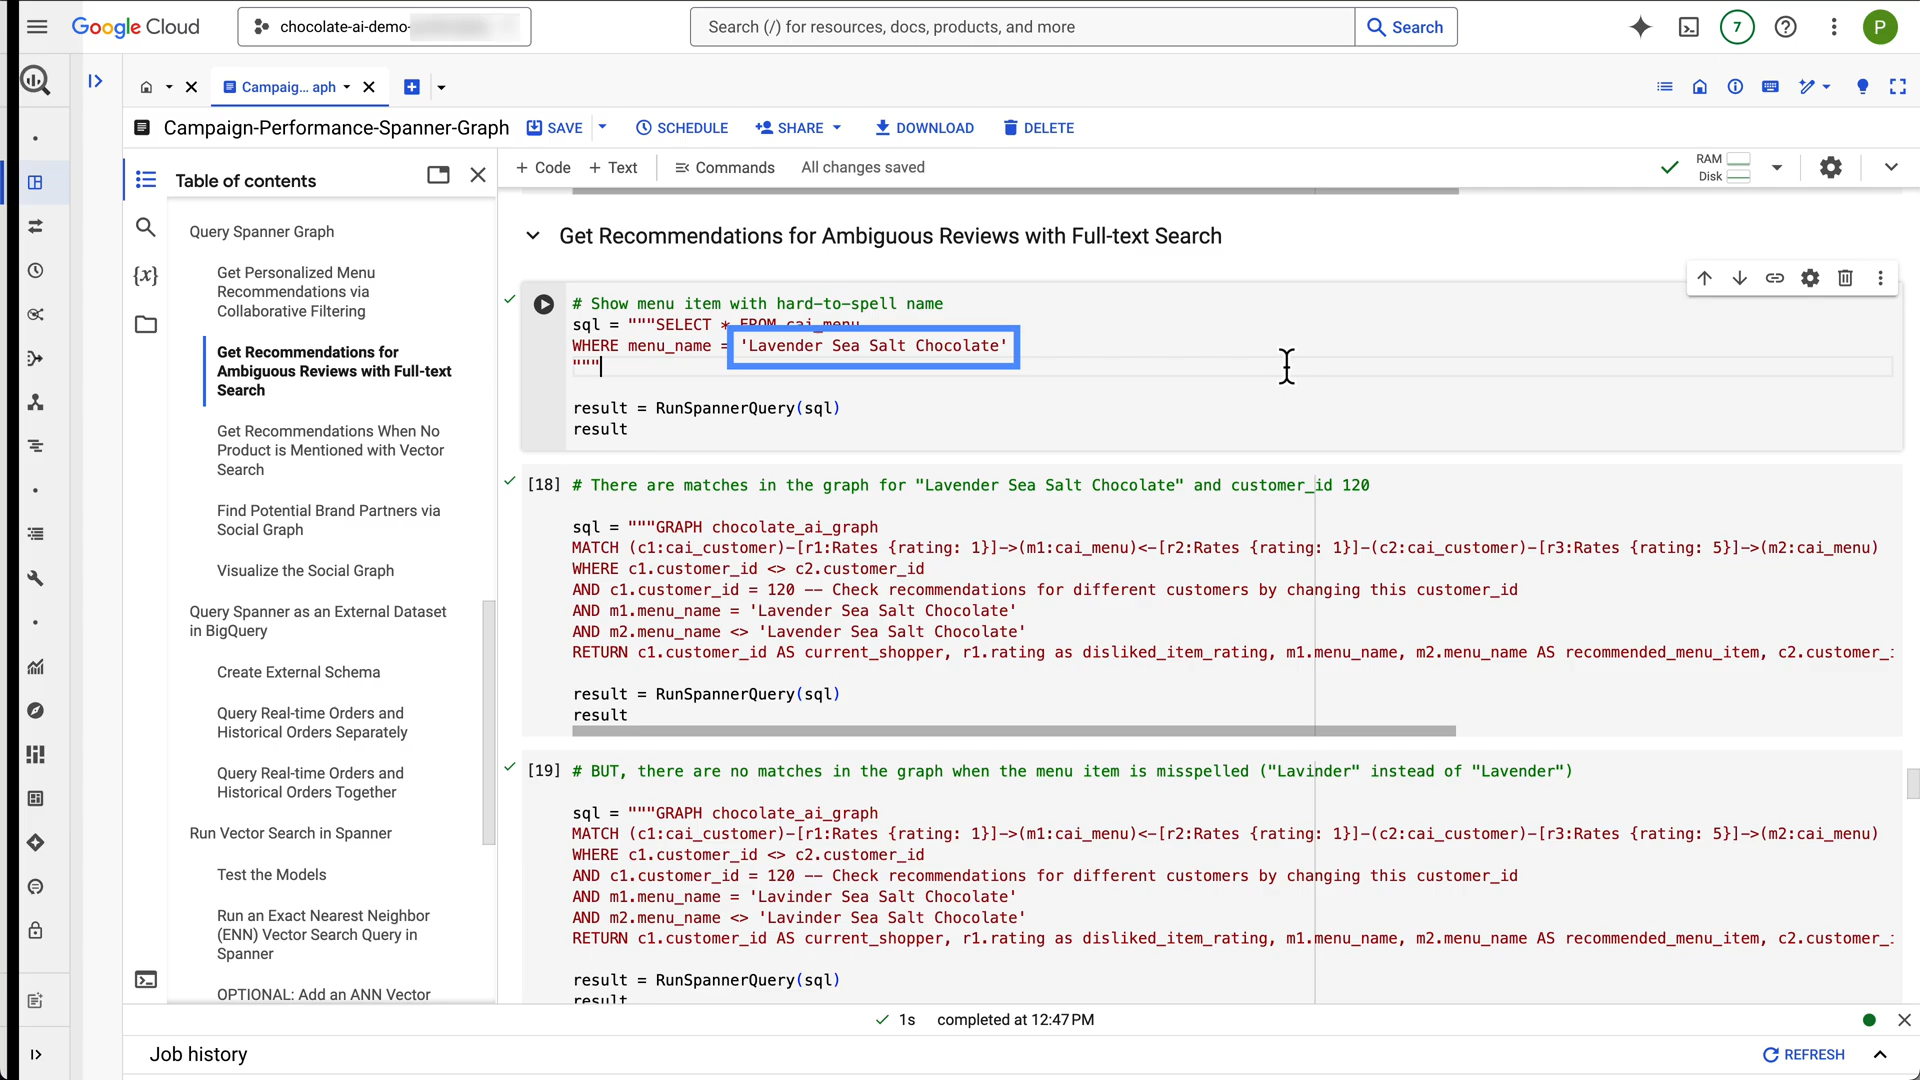 Google Cloud
chocolate-ai-demo-
Search (/) for resources, docs, products, and more
Search
7
P
Campaig... aph
Campaign-Performance-Spanner-Graph
SAVE
SCHEDULE
SHARE
DOWNLOAD
DELETE
Table of contents
+ Code
+ Text
Commands
All changes saved
RAM
Disk
Query Spanner Graph
Get Personalized Menu
Recommendations via
Collaborative Filtering
Get Recommendations for
Ambiguous Reviews with Full-text
Search
Get Recommendations When No
Product is Mentioned with Vector
Search
Find Potential Brand Partners via
Social Graph
Visualize the Social Graph
Query Spanner as an External Dataset
in BigQuery
Create External Schema
Query Real-time Orders and
Historical Orders Separately
Query Real-time Orders and
Historical Orders Together
Run Vector Search in Spanner
Test the Models
Run an Exact Nearest Neighbor
(ENN) Vector Search Query in
Spanner
OPTIONAL: Add an ANN Vector
Get Recommendations for Ambiguous Reviews with Full-text Search
# Show menu item with hard-to-spell name
sql = """SELECT * FROM cai_menu
WHERE menu_name = 'Lavender Sea Salt Chocolate'
"""
result = RunSpannerQuery(sql)
result
[18] # There are matches in the graph for "Lavender Sea Salt Chocolate" and customer_id 120
sql = """GRAPH chocolate_ai_graph
MATCH (c1:cai_customer)-[r1:Rates {rating: 1}]->(m1:cai_menu)<-[r2:Rates {rating: 1}]-(c2:cai_customer)-[r3:Rates {rating: 5}]->(m2:cai_menu)
WHERE c1.customer_id <> c2.customer_id
AND c1.customer_id = 120 -- Check recommendations for different customers by changing this customer_id
AND m1.menu_name = 'Lavender Sea Salt Chocolate'
AND m2.menu_name <> 'Lavender Sea Salt Chocolate'
RETURN c1.customer_id AS current_shopper, r1.rating as disliked_item_rating, m1.menu_name, m2.menu_name AS recommended_menu_item, c2.customer_
result = RunSpannerQuery(sql)
result
[19] # BUT, there are no matches in the graph when the menu item is misspelled ("Lavinder" instead of "Lavender")
sql = """GRAPH chocolate_ai_graph
MATCH (c1:cai_customer)-[r1:Rates {rating: 1}]->(m1:cai_menu)<-[r2:Rates {rating: 1}]-(c2:cai_customer)-[r3:Rates {rating: 5}]->(m2:cai_menu)
WHERE c1.customer_id <> c2.customer_id
AND c1.customer_id = 120 -- Check recommendations for different customers by changing this customer_id
AND m1.menu_name = 'Lavinder Sea Salt Chocolate'
AND m2.menu_name <> 'Lavinder Sea Salt Chocolate'
RETURN c1.customer_id AS current_shopper, r1.rating as disliked_item_rating, m1.menu_name, m2.menu_name AS recommended_menu_item, c2.customer_
result = RunSpannerQuery(sql)
result
1s completed at 12:47 PM
Job history
REFRESH